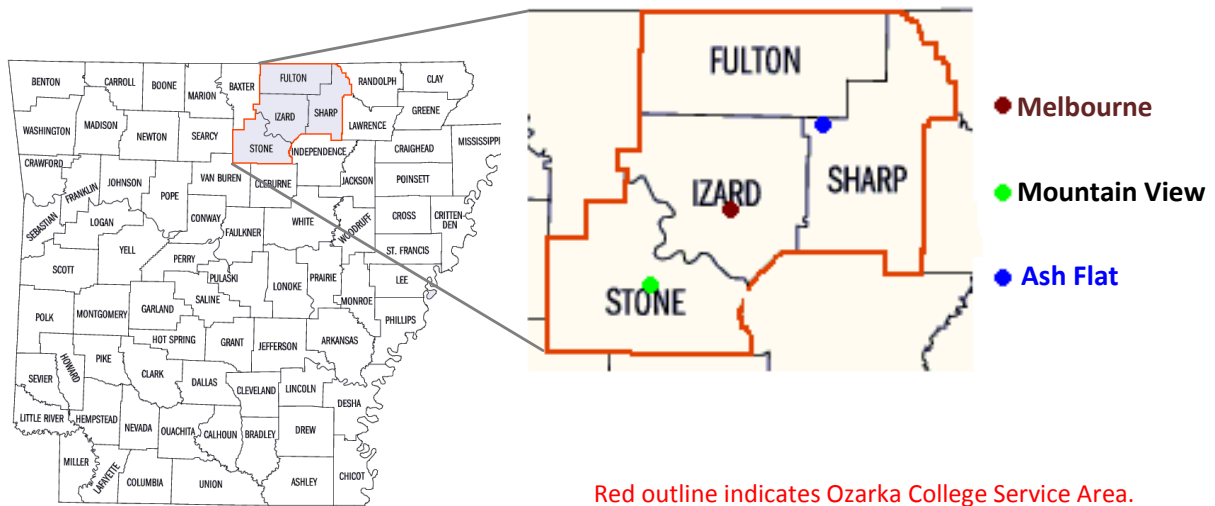 BENTON
CARROLL
BOONE
MARION
BAXTER
FULTON
RANDOLPH
CLAY
IZARD
SHARP
GREENE
WASHINGTON
MADISON
NEWTON
SEARCY
LAWRENCE
STONE
INDEPENDENCE
CRAIGHEAD
MISSISSIPPI
CRAWFORD
FRANKLIN
JOHNSON
POPE
VAN BUREN
CLEBURNE
JACKSON
POINSETT
SEBASTIAN
LOGAN
CONWAY
FAULKNER
WHITE
WOODRUFF
CROSS
CRITTEN-
DEN
YELL
ST. FRANCIS
SCOTT
PERRY
PULASKI
LONOKE
PRAIRIE
LEE
SALINE
MONROE
PHILLIPS
POLK
MONTGOMERY
GARLAND
HOT SPRING
GRANT
JEFFERSON
ARKANSAS
PIKE
HOWARD
CLARK
SEVIER
DALLAS
CLEVELAND
LINCOLN
DESHA
LITTLE RIVER
HEMPSTEAD
NEVADA
OUACHITA
CALHOUN
BRADLEY
DREW
MILLER
LAFAYETTE
COLUMBIA
UNION
ASHLEY
CHICOT
FULTON
IZARD
SHARP
STONE
Melbourne
Mountain View
Ash Flat
Red outline indicates Ozarka College Service Area.